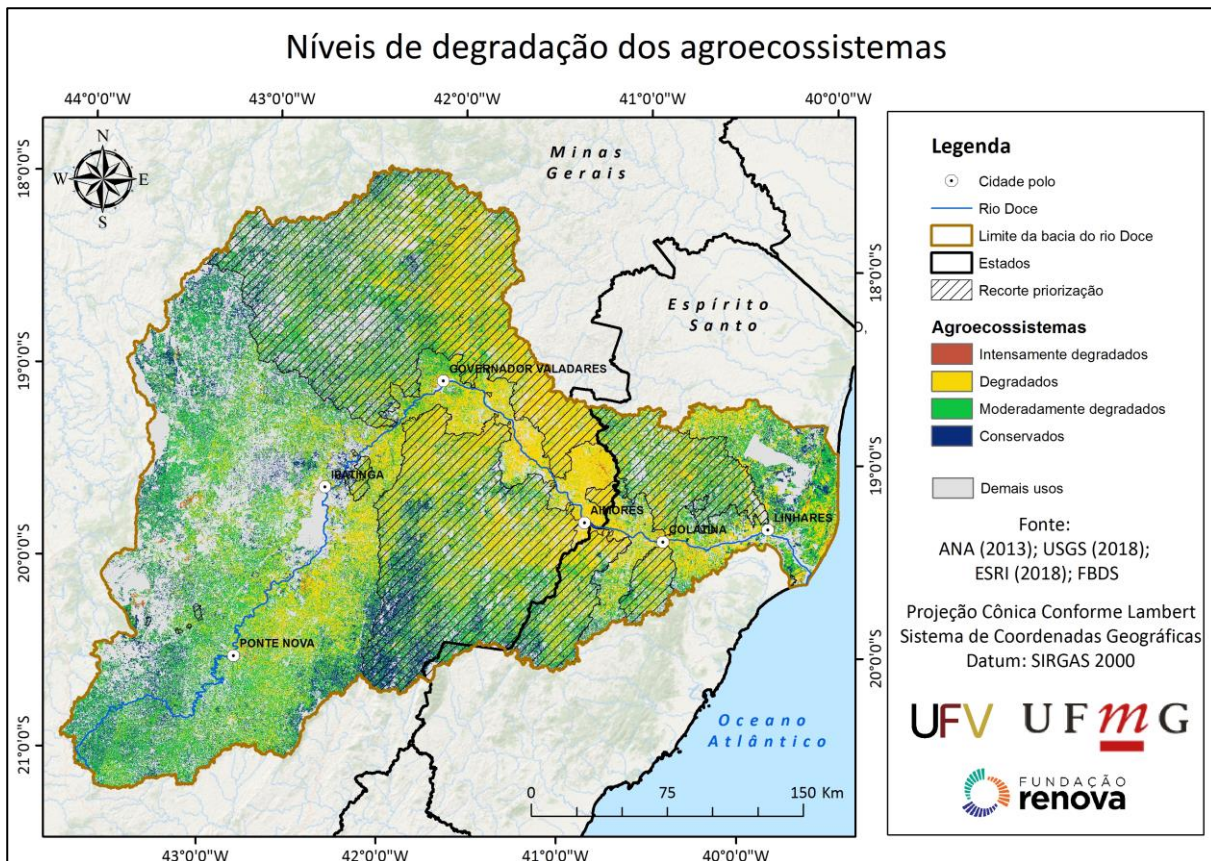 Níveis de degradação dos agroecossistemas
44°0'0"W 43°0'0"W 42°0'0"W 41°0'0"W 40°0'0"W
N
W E
S
18°0'0"S
19°0'0"S
20°0'0"S
21°0'0"S
Minas
Gerais
Espírito
Santo
GOVERNADOR VALADARES
IPATINGA
AIMORÉS
COLATINA
LINHARES
PONTE NOVA
Oceano
Atlântico
0 75 150 Km
18°0'0"S
19°0'0"S
20°0'0"S
43°0'0"W 42°0'0"W 41°0'0"W 40°0'0"W
Legenda
Cidade polo
Rio Doce
Limite da bacia do rio Doce
Estados
Recorte priorização
Agroecossistemas
Intensamente degradados
Degradados
Moderadamente degradados
Conservados
Demais usos
Fonte:
ANA (2013); USGS (2018);
ESRI (2018); FBDS
Projeção Cônica Conforme Lambert
Sistema de Coordenadas Geográficas
Datum: SIRGAS 2000
UFV UFMG
FUNDAÇÃO
renova